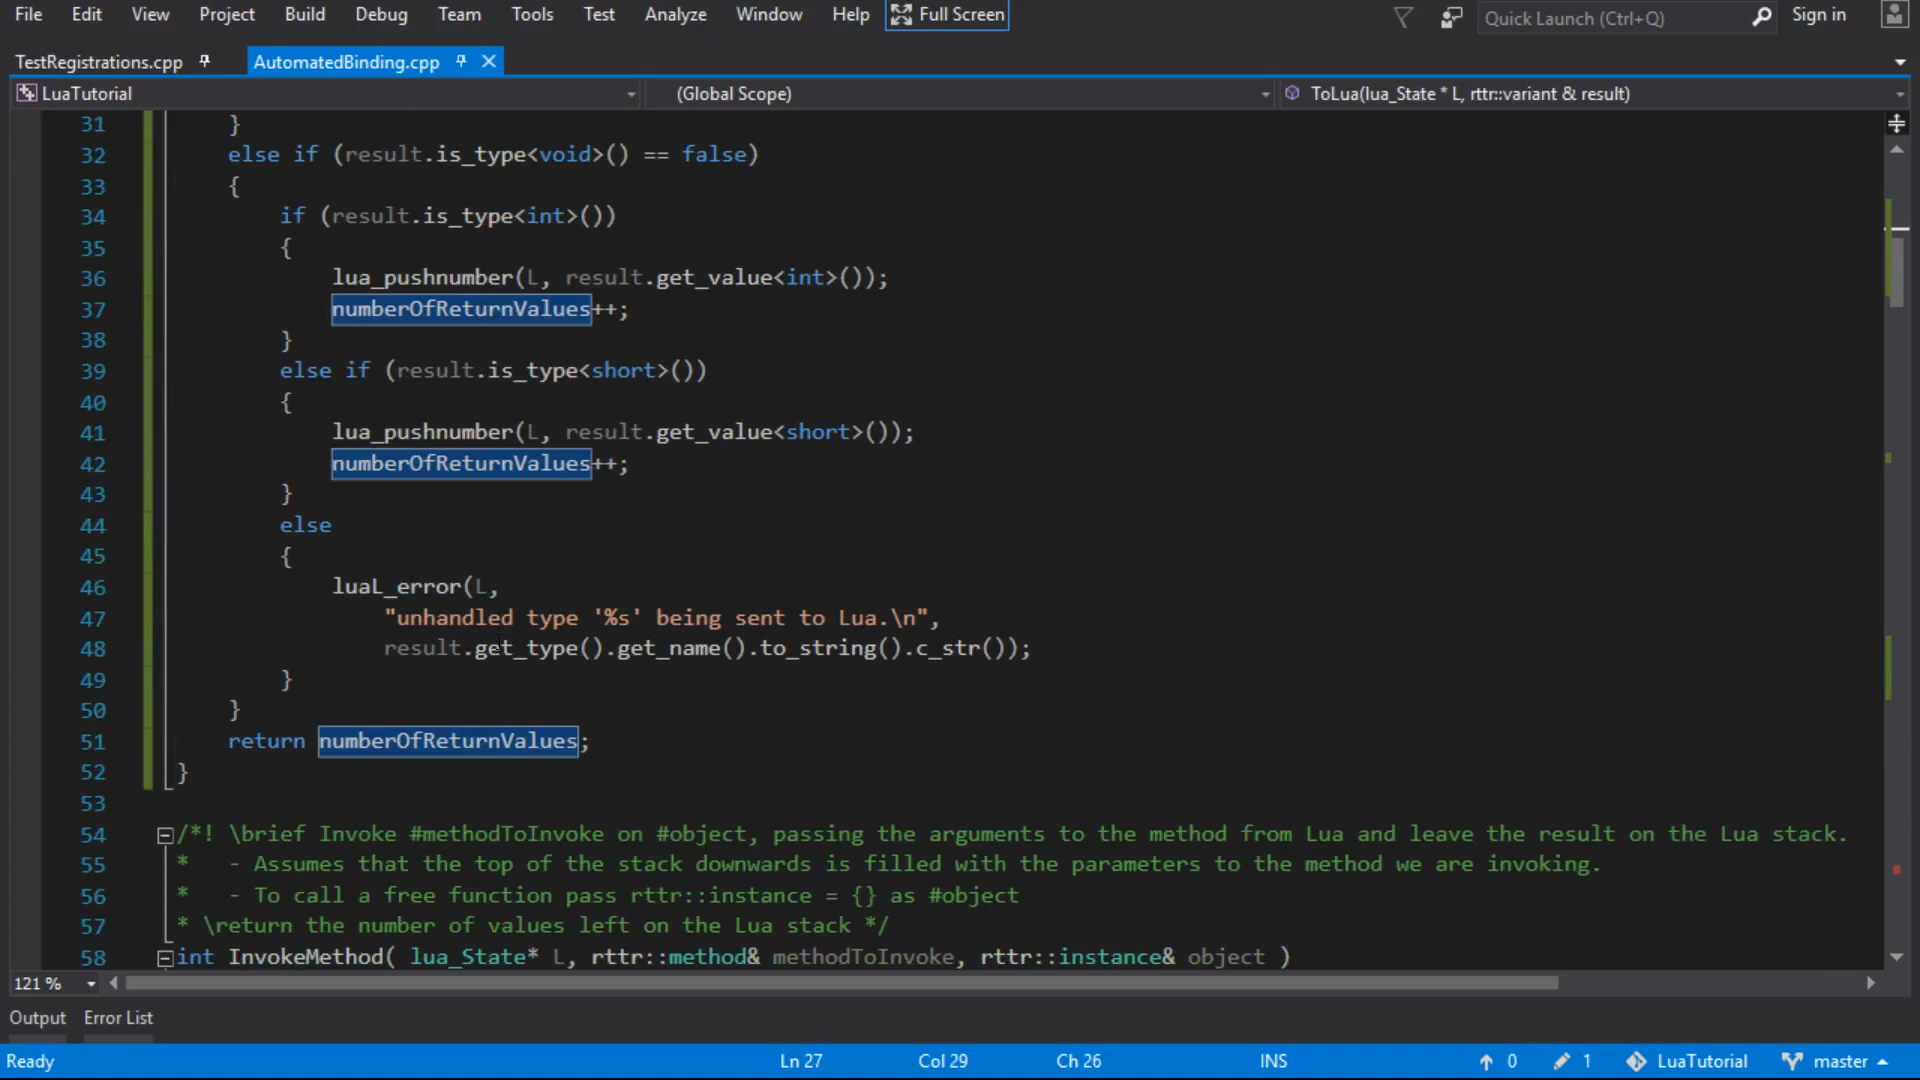 File Edit View Project Build Debug Team Tools Test Analyze Window Help Full Screen Quick Launch (Ctrl+Q) Sign in
TestRegistrations.cpp AutomatedBinding.cpp
LuaTutorial (Global Scope) ToLua(lua_State * L, rttr::variant & result)
31 }
32 else if (result.is_type<void>() == false)
33 {
34 if (result.is_type<int>())
35 {
36 lua_pushnumber(L, result.get_value<int>());
37 numberOfReturnValues++;
38 }
39 else if (result.is_type<short>())
40 {
41 lua_pushnumber(L, result.get_value<short>());
42 numberOfReturnValues++;
43 }
44 else
45 {
46 luaL_error(L,
47 "unhandled type '%s' being sent to Lua.\n",
48 result.get_type().get_name().to_string().c_str());
49 }
50 }
51 return numberOfReturnValues;
52 }
53
54 /*! \brief Invoke #methodToInvoke on #object, passing the arguments to the method from Lua and leave the result on the Lua stack.
55 * - Assumes that the top of the stack downwards is filled with the parameters to the method we are invoking.
56 * - To call a free function pass rttr::instance = {} as #object
57 * \return the number of values left on the Lua stack */
58 int InvokeMethod( lua_State* L, rttr::method& methodToInvoke, rttr::instance& object )
121 %
Output Error List
Ready Ln 27 Col 29 Ch 26 INS 0 1 LuaTutorial master